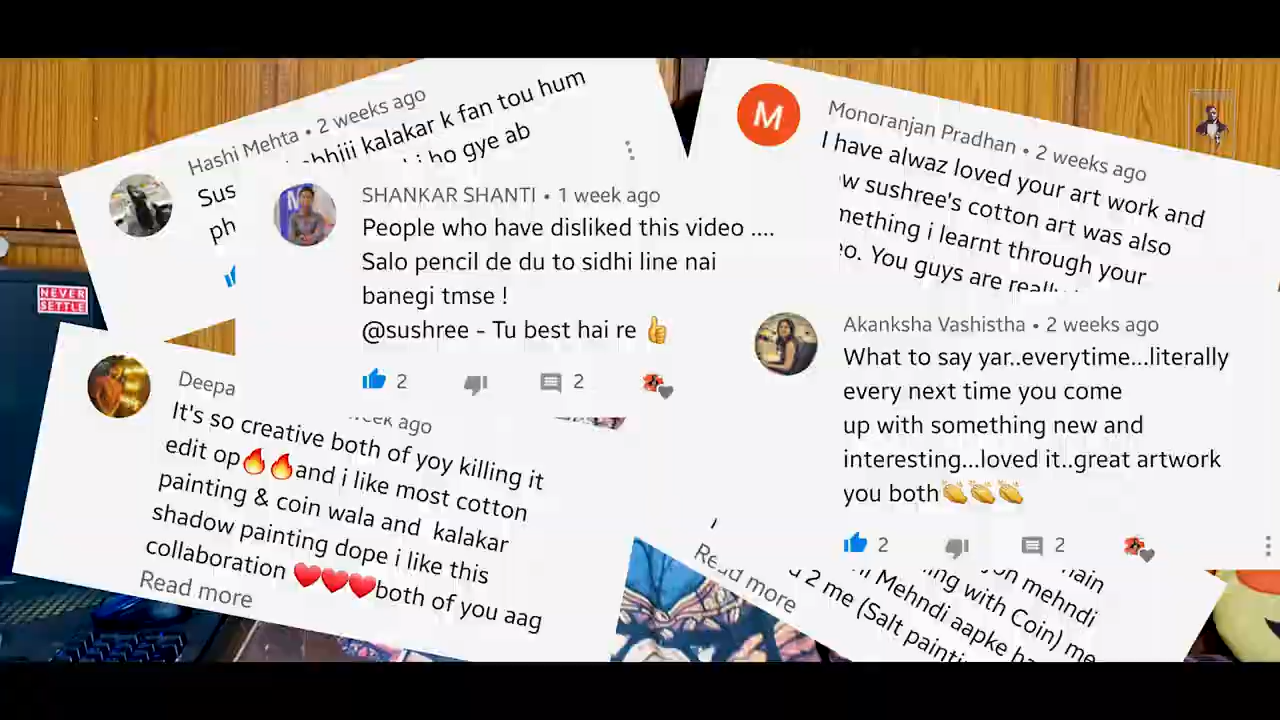 Hashi Mehta • 2 weeks ago
kalakar k fan tou hum
Sus
ho gye ab
ph
SHANKAR SHANTI • 1 week ago
People who have disliked this video ....
Salo pencil de du to sidhi line nai
banegi tmse !
@sushree - Tu best hai re 👍
2
2
M
Monoranjan Pradhan • 2 weeks ago
I have alwaz loved your art work and
sushree's cotton art was also
i learnt through your
You guys are
NEVER
SETTLE
Akanksha Vashistha • 2 weeks ago
What to say yar..everytime...literally
every next time you come
up with something new and
interesting...loved it..great artwork
you both👏👏👏
2
2
Deepa
ago
It's so creative both of yoy killing it
edit op🔥🔥and i like most cotton
painting & coin wala and kalakar
shadow painting dope i like this
collaboration ❤️❤️❤️both of you aag
Read more
Read more
mehndi
with Coin) me
Mehndi aapke
2 me (Salt